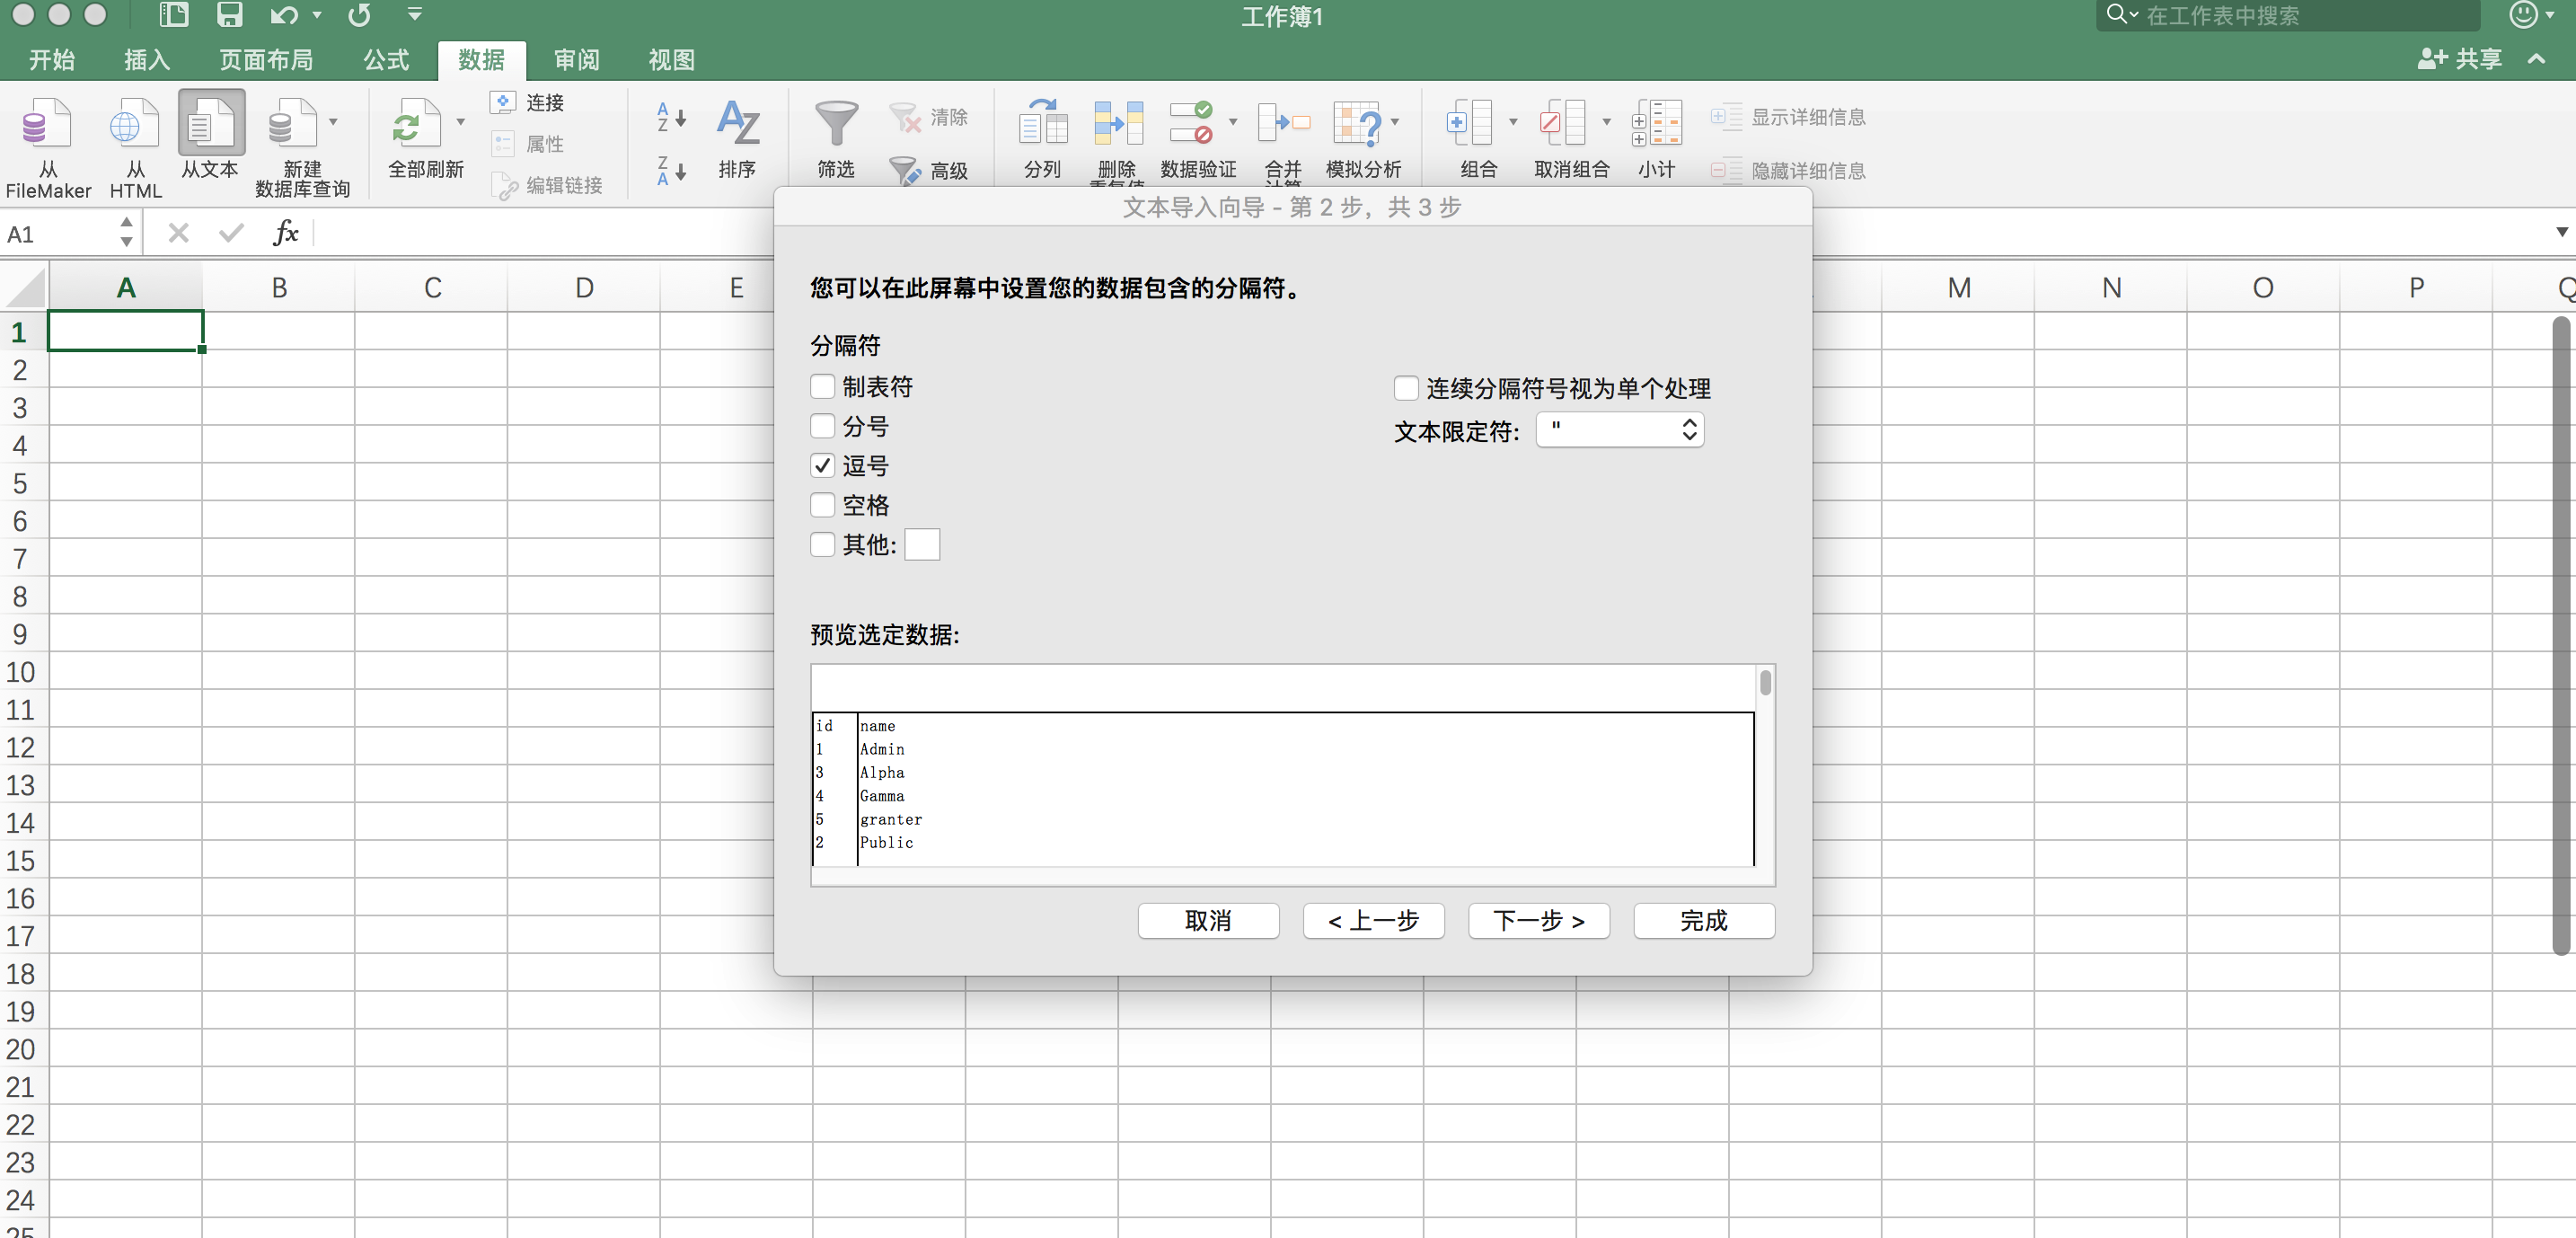 工作簿1
在工作表中搜索
开始 插入 页面布局 公式 数据 审阅 视图
共享
从 FileMaker
从 HTML
从文本
新建 数据库查询
全部刷新
连接
属性
编辑链接
A Z
Z A
排序
筛选
清除
高级
分列
删除
数据验证
合并
模拟分析
组合
取消组合
小计
显示详细信息
隐藏详细信息
A1
fx
文本导入向导 - 第 2 步，共 3 步
A B C D E M N O P Q
您可以在此屏幕中设置您的数据包含的分隔符。
分隔符
制表符
分号
逗号
空格
其他:
连续分隔符号视为单个处理
文本限定符: "
预览选定数据:
id name
1 Admin
3 Alpha
4 Gamma
5 granter
2 Public
取消
< 上一步
下一步 >
完成
1
2
3
4
5
6
7
8
9
10
11
12
13
14
15
16
17
18
19
20
21
22
23
24
25